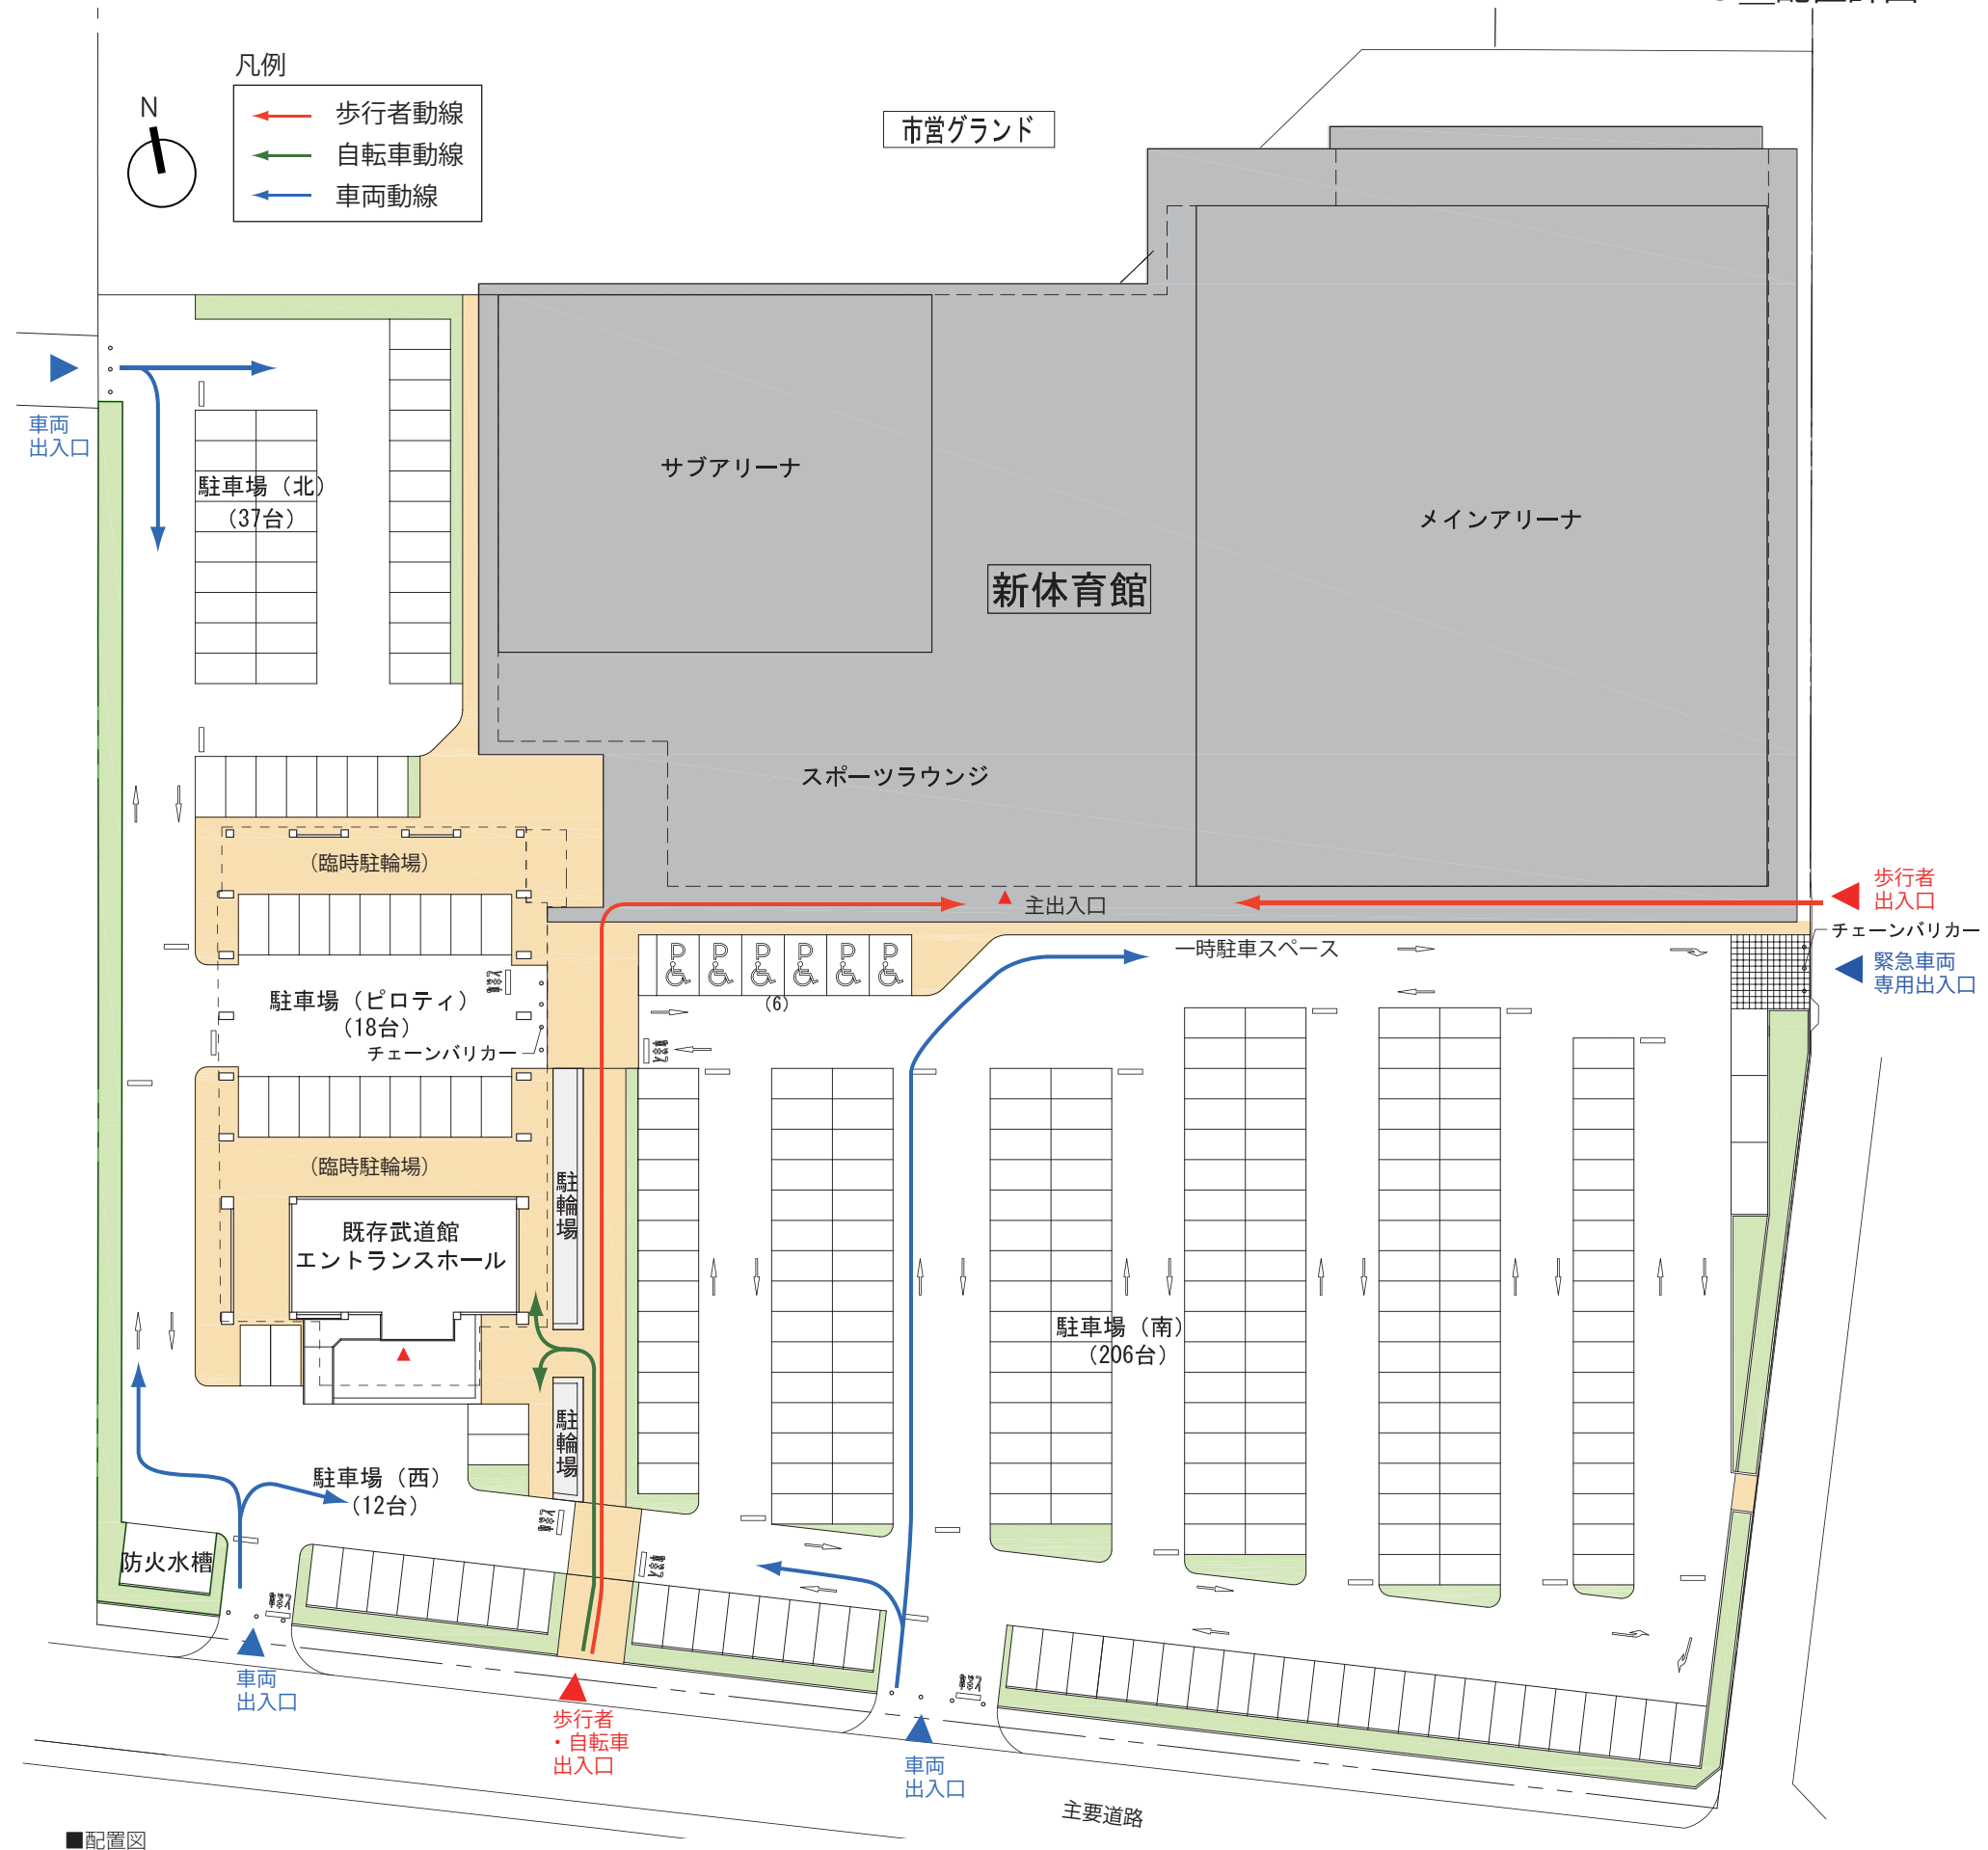 凡例
N
歩行者動線
自転車動線
車両動線
市営グランド
車両
出入口
駐車場（北）
（37台）
サブアリーナ
メインアリーナ
新体育館
スポーツラウンジ
（臨時駐輪場）
主出入口
歩行者
出入口
チェーンバリカー
緊急車両
専用出入口
一時駐車スペース
P
P
P
P
P
P
（6）
駐車場（ピロティ）
（18台）
チェーンバリカー
（臨時駐輪場）
駐輪場
既存武道館
エントランスホール
駐車場（南）
（206台）
駐輪場
駐車場（西）
（12台）
防火水槽
車両
出入口
歩行者
・自転車
出入口
車両
出入口
主要道路
■配置図